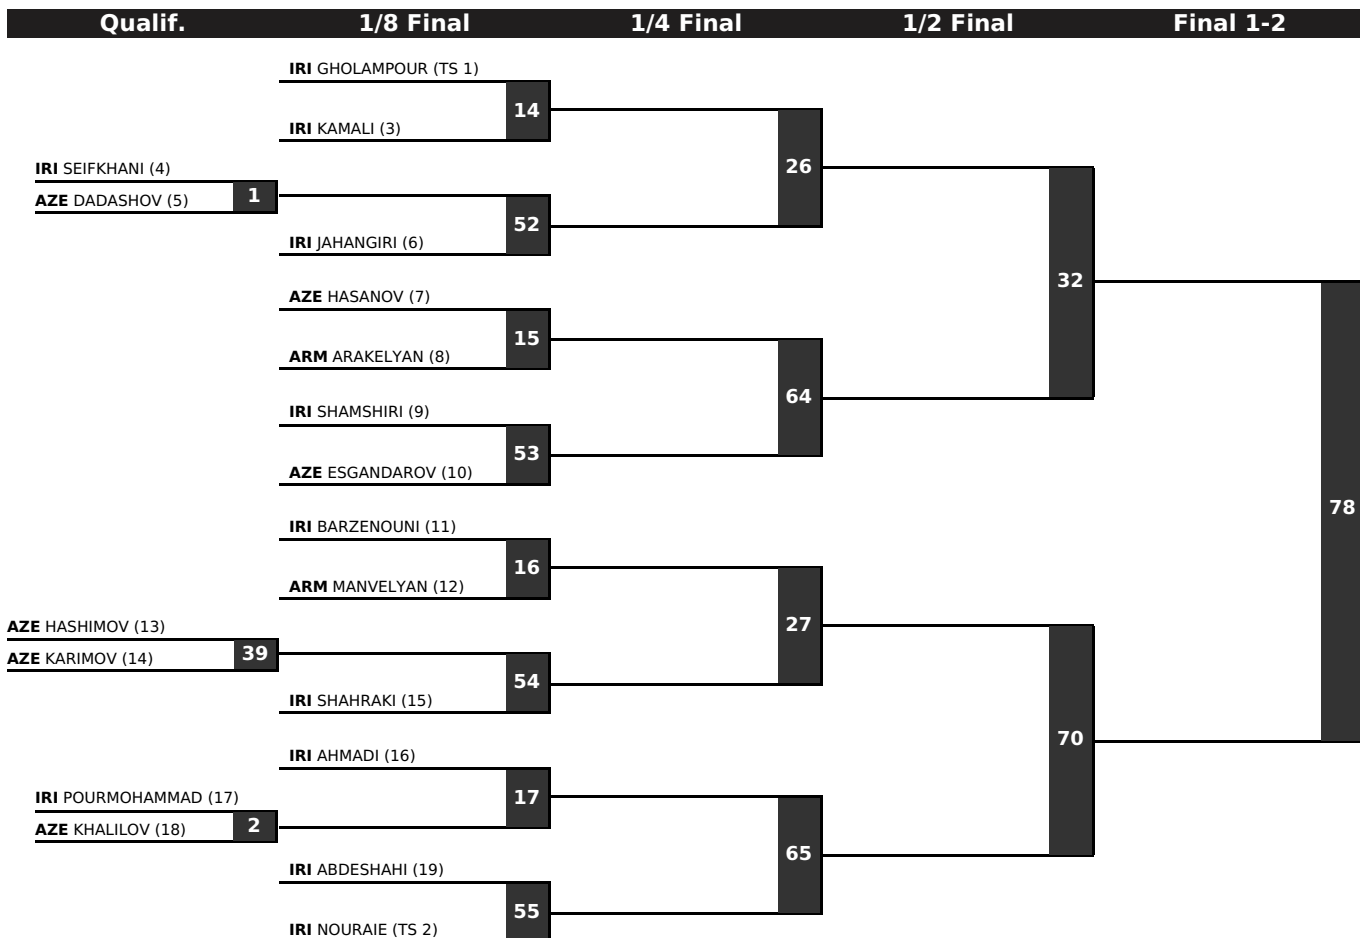 Qualif. 1/8 Final 1/4 Final 1/2 Final Final 1-2
IRI GHOLAMPOUR (TS 1)
14
IRI KAMALI (3)
26
IRI SEIFKHANI (4)
AZE DADASHOV (5)
1
52
IRI JAHANGIRI (6)
32
AZE HASANOV (7)
15
ARM ARAKELYAN (8)
64
IRI SHAMSHIRI (9)
53
AZE ESGANDAROV (10)
78
IRI BARZENOUNI (11)
16
ARM MANVELYAN (12)
27
AZE HASHIMOV (13)
AZE KARIMOV (14)
39
54
IRI SHAHRAKI (15)
70
IRI AHMADI (16)
17
IRI POURMOHAMMAD (17)
AZE KHALILOV (18)
2
65
IRI ABDESHAHI (19)
55
IRI NOURAIE (TS 2)